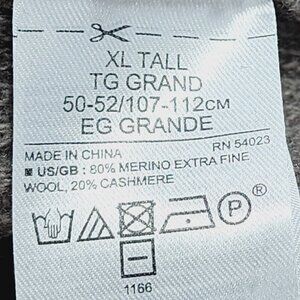 XL TALL
TG GRAND
50-52/107-112CM
EG GRANDE
MADE IN CHINA
RN 54023
US/GB : 80% MERINO EXTRA FINE
WOOL, 20% CASHMERE
P ®
1166